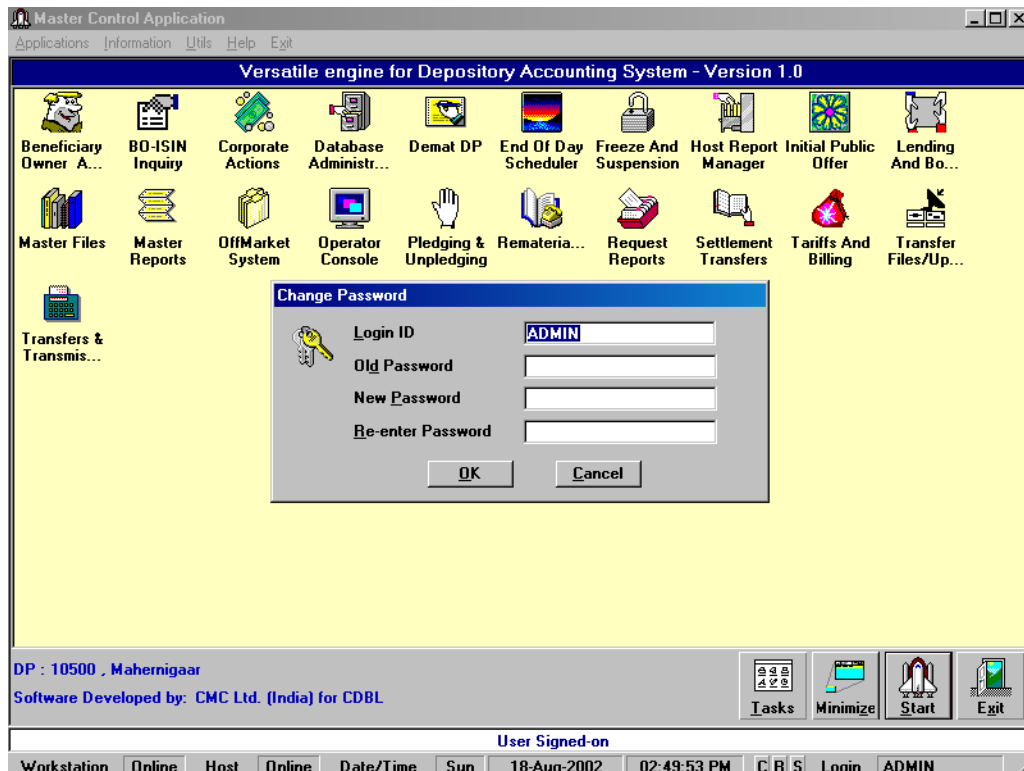 Master Control Application
Applications Information Utils Help Exit
Versatile engine for Depository Accounting System - Version 1.0
Beneficiary Owner A...
BO-ISIN Inquiry
Corporate Actions
Database Administr...
Demat DP
End Of Day Scheduler
Freeze And Suspension
Host Report Manager
Initial Public Offer
Lending And Bo...
Master Files
Master Reports
OffMarket System
Operator Console
Pledging & Unpledging
Remateria...
Request Reports
Settlement Transfers
Tariffs And Billing
Transfer Files/Up...
Transfers & Transmis...
Change Password
Login ID ADMIN
Old Password
New Password
Re-enter Password
OK Cancel
DP : 10500 , Mahernigaar
Software Developed by: CMC Ltd. (India) for CDBL
Tasks Minimize Start Exit
User Signed-on
Workstation Online Host Online Date/Time Sun 18-Aug-2002 02:49:53 PM C B S Login ADMIN